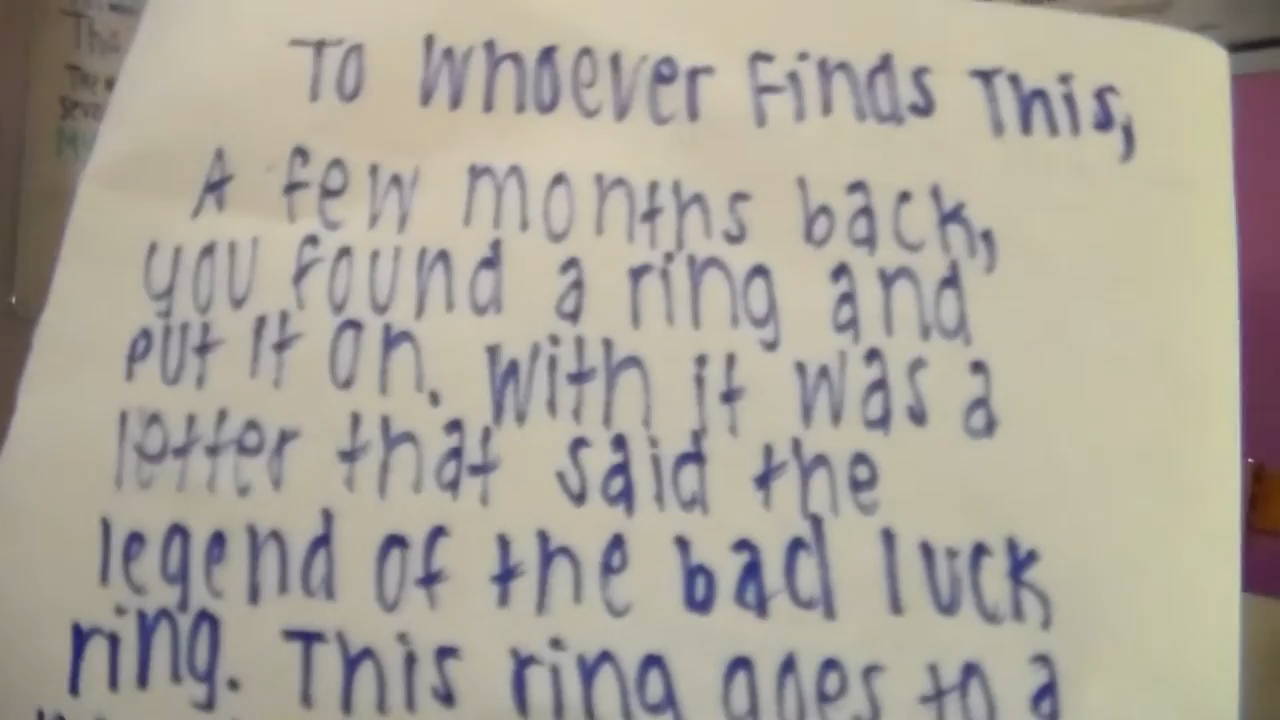 To Whoever Finds This,
A few months back,
you found a ring and
put it on. With it was a
letter that said the
legend of the bad luck
ring. This ring goes to a